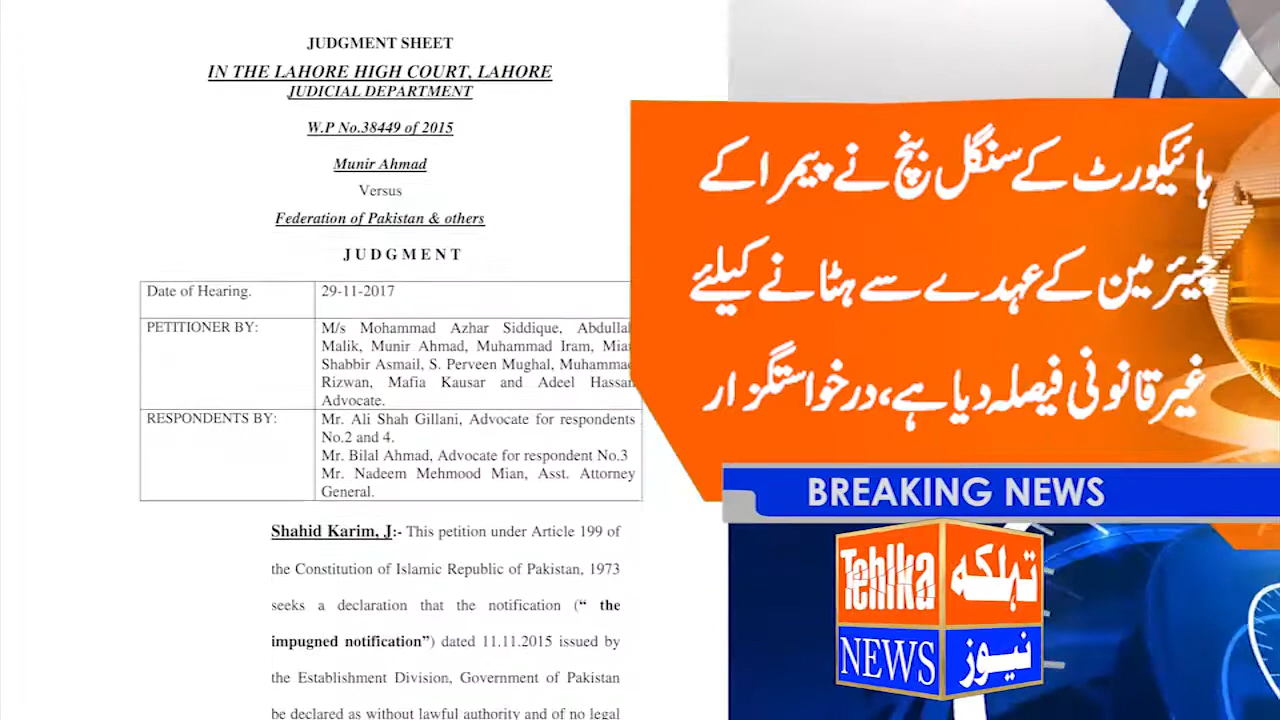 JUDGMENT SHEET
IN THE LAHORE HIGH COURT, LAHORE
JUDICIAL DEPARTMENT
W.P No.38449 of 2015
Munir Ahmad
Versus
Federation of Pakistan & others
JUDGMENT
Date of Hearing. 29-11-2017
PETITIONER BY: M/s Mohammad Azhar Siddique,
Malik, Munir Ahmad, Muhammad Iram,
Shabbir Asmail, S. Perveen Mughal,
Rizwan, Mafia Kausar and Adeel
Advocate.
RESPONDENTS BY: Mr. Ali Shah Gillani, Advocate for respondents
No.2 and 4.
Mr. Bilal Ahmad, Advocate for respondent No.3
Mr. Nadeem Mehmood Mian, Asst. Attorney
General.
Shahid Karim, J:- This petition under Article 199 of
the Constitution of Islamic Republic of Pakistan, 1973
seeks a declaration that the notification (“ the
impugned notification”) dated 11.11.2015 issued by
the Establishment Division, Government of Pakistan
be declared as without lawful authority and of no legal
ہائیکورٹ کے سنگل بنچ نے پیمرا کے
چیئرمین کے عہدے سے ہٹانے کیلئے
غیر قانونی فیصلہ دیا ہے، درخواستگزار
BREAKING NEWS
Tehlka تہلکہ
NEWS نیوز